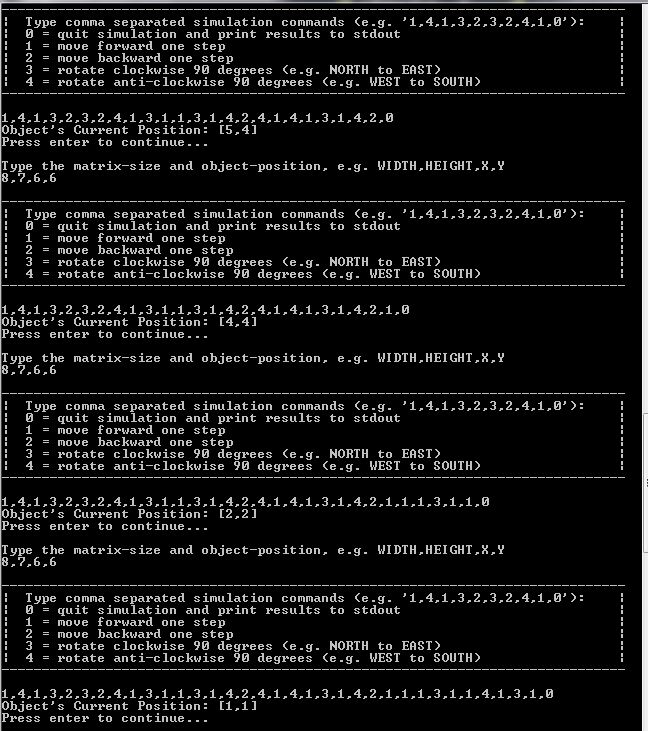 | Type comma separated simulation commands (e.g. '1,4,1,3,2,3,2,4,1,0'): |
| 0 = quit simulation and print results to stdout |
| 1 = move forward one step |
| 2 = move backward one step |
| 3 = rotate clockwise 90 degrees (e.g. NORTH to EAST) |
| 4 = rotate anti-clockwise 90 degrees (e.g. WEST to SOUTH) |
1,4,1,3,2,3,2,4,1,3,1,1,3,1,4,2,4,1,4,1,3,1,4,2,0
Object's Current Position: [5,4]
Press enter to continue...
Type the matrix-size and object-position, e.g. WIDTH,HEIGHT,X,Y
8,7,6,6
| Type comma separated simulation commands (e.g. '1,4,1,3,2,3,2,4,1,0'): |
| 0 = quit simulation and print results to stdout |
| 1 = move forward one step |
| 2 = move backward one step |
| 3 = rotate clockwise 90 degrees (e.g. NORTH to EAST) |
| 4 = rotate anti-clockwise 90 degrees (e.g. WEST to SOUTH) |
1,4,1,3,2,3,2,4,1,3,1,1,3,1,4,2,4,1,4,1,3,1,4,2,1,0
Object's Current Position: [4,4]
Press enter to continue...
Type the matrix-size and object-position, e.g. WIDTH,HEIGHT,X,Y
8,7,6,6
| Type comma separated simulation commands (e.g. '1,4,1,3,2,3,2,4,1,0'): |
| 0 = quit simulation and print results to stdout |
| 1 = move forward one step |
| 2 = move backward one step |
| 3 = rotate clockwise 90 degrees (e.g. NORTH to EAST) |
| 4 = rotate anti-clockwise 90 degrees (e.g. WEST to SOUTH) |
1,4,1,3,2,3,2,4,1,3,1,1,3,1,4,2,4,1,4,1,3,1,4,2,1,1,1,3,1,1,0
Object's Current Position: [2,2]
Press enter to continue...
Type the matrix-size and object-position, e.g. WIDTH,HEIGHT,X,Y
8,7,6,6
| Type comma separated simulation commands (e.g. '1,4,1,3,2,3,2,4,1,0'): |
| 0 = quit simulation and print results to stdout |
| 1 = move forward one step |
| 2 = move backward one step |
| 3 = rotate clockwise 90 degrees (e.g. NORTH to EAST) |
| 4 = rotate anti-clockwise 90 degrees (e.g. WEST to SOUTH) |
1,4,1,3,2,3,2,4,1,3,1,1,3,1,4,2,4,1,4,1,3,1,4,2,1,1,1,3,1,1,4,1,3,1,0
Object's Current Position: [1,1]
Press enter to continue...